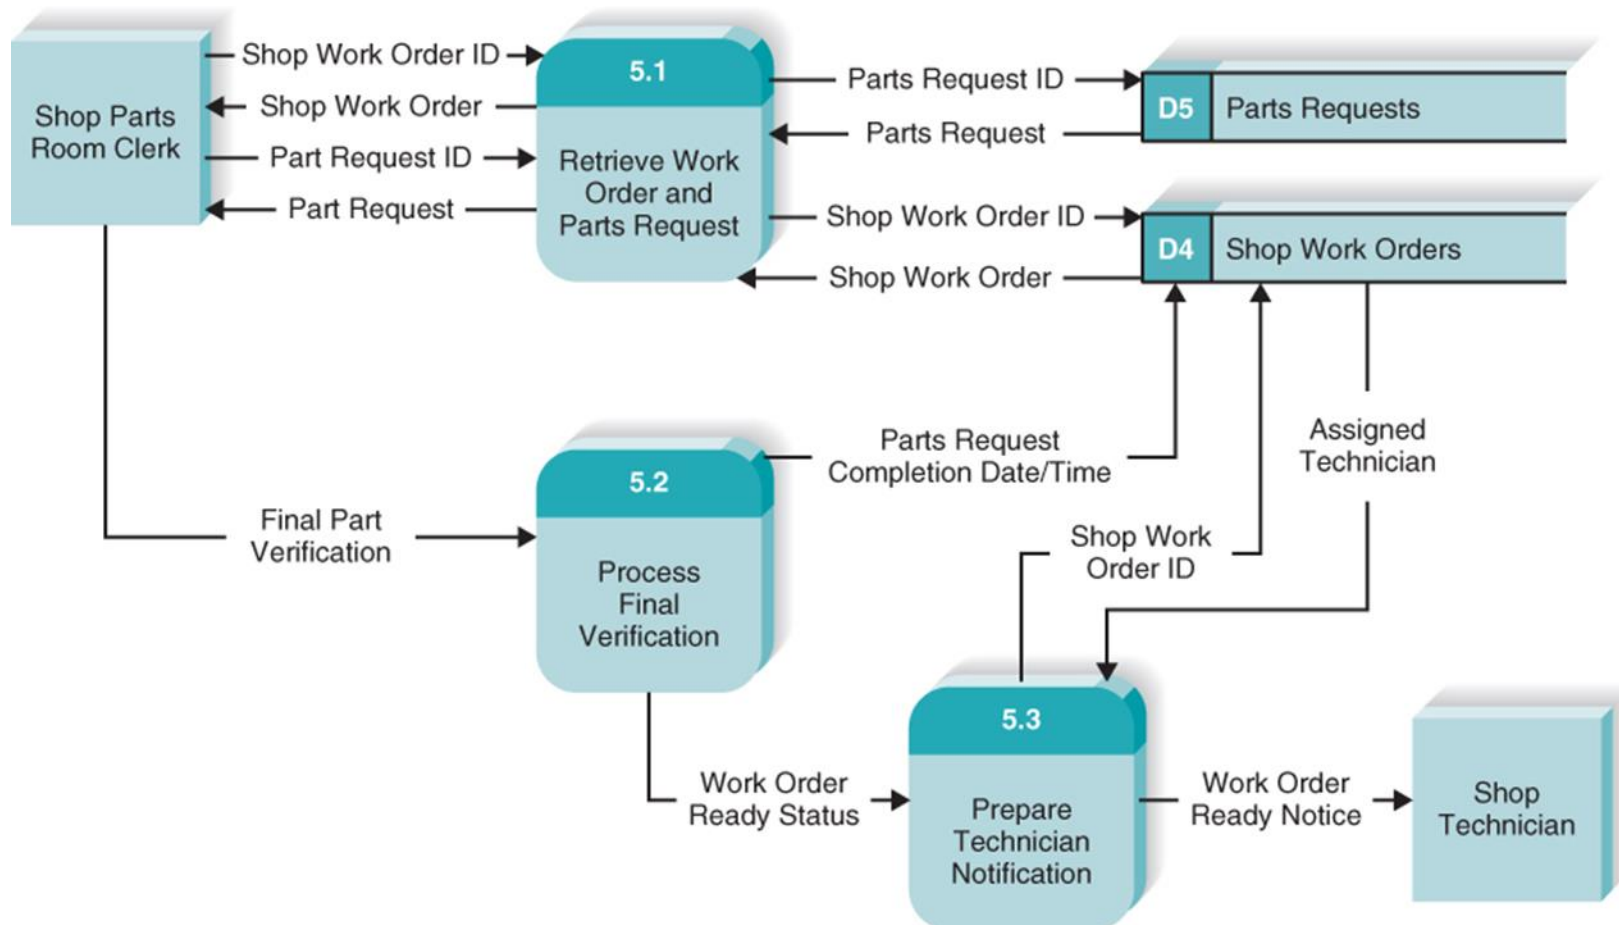 Shop Parts
Room Clerk
Shop Work Order ID
Shop Work Order
Part Request ID
Part Request
5.1
Retrieve Work
Order and
Parts Request
Parts Request ID
Parts Request
D5
Parts Requests
Shop Work Order ID
Shop Work Order
D4
Shop Work Orders
Final Part
Verification
5.2
Process
Final
Verification
Parts Request
Completion Date/Time
Assigned
Technician
Shop Work
Order ID
Work Order
Ready Status
5.3
Prepare
Technician
Notification
Work Order
Ready Notice
Shop
Technician